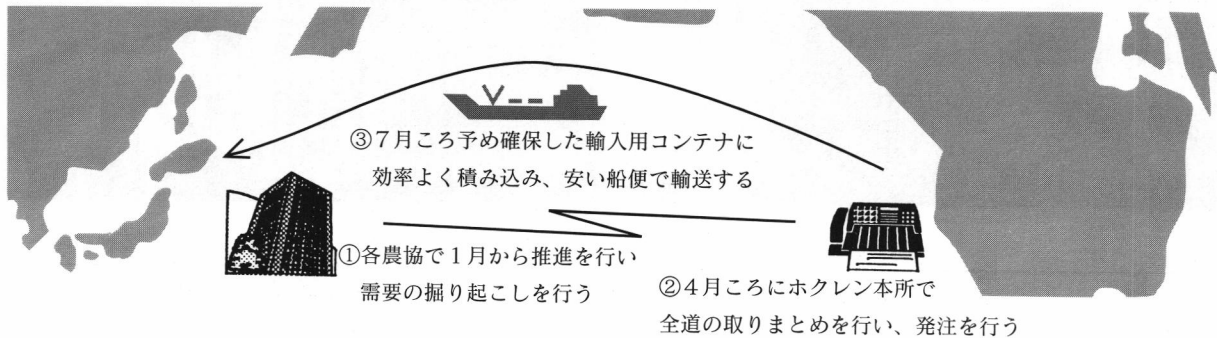 ③７月ころ予め確保した輸入用コンテナに
効率よく積み込み、安い船便で輸送する
①各農協で１月から推進を行い
需要の掘り起こしを行う
②４月ころにホクレン本所で
全道の取りまとめを行い、発注を行う